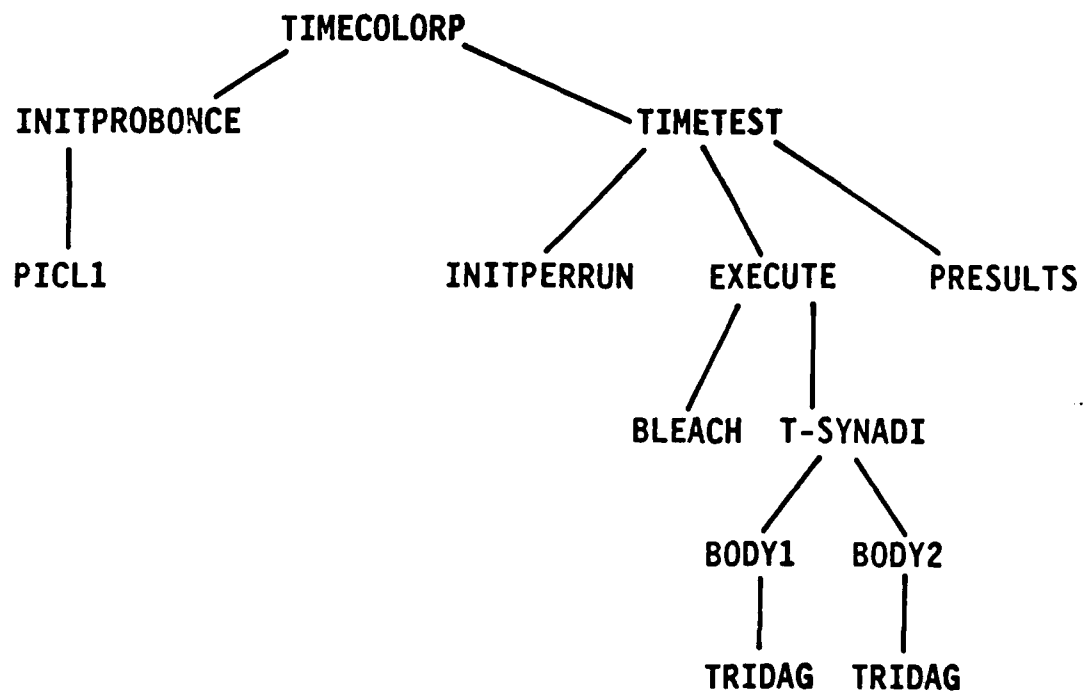 TIMECOLORP
INITPROBONCE TIMETEST
PICL1 INITPERRUN EXECUTE PRESULTS
BLEACH T-SYNADI
BODY1 BODY2
TRIDAG TRIDAG